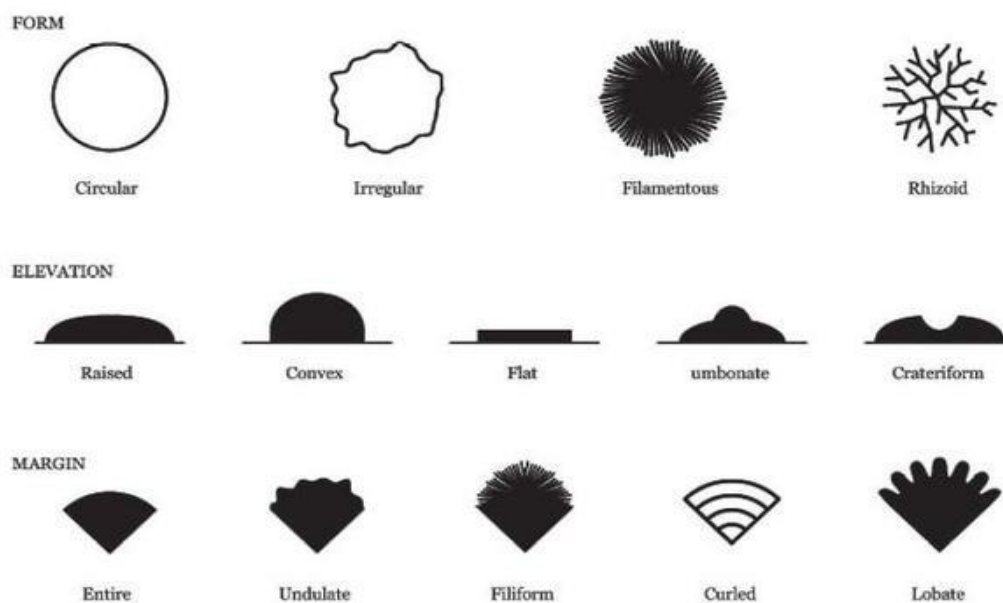 FORM
Circular Irregular Filamentous Rhizoid
ELEVATION
Raised Convex Flat umbonate Crateriform
MARGIN
Entire Undulate Filiform Curled Lobate